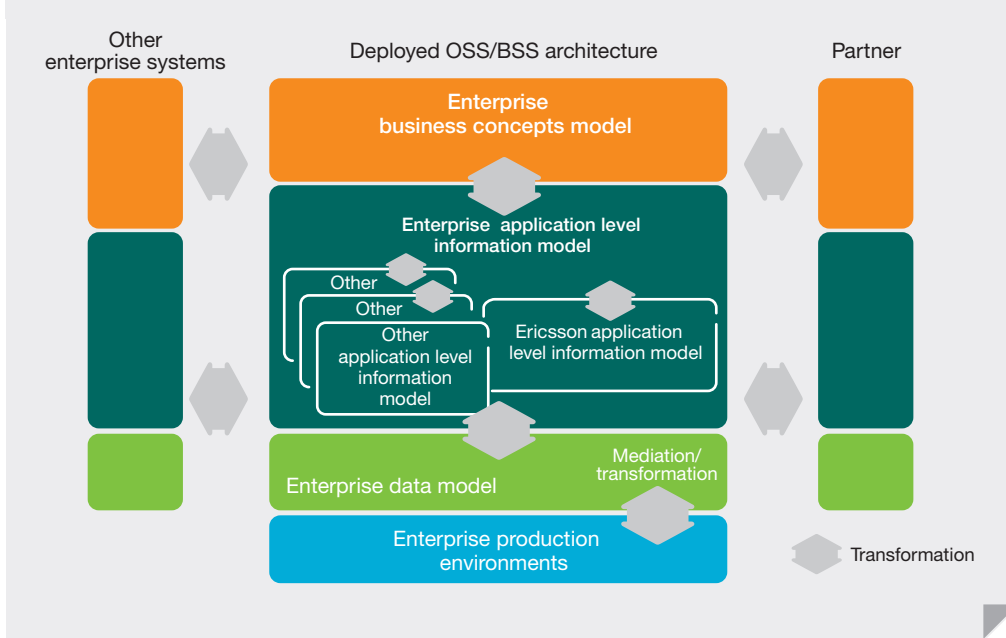 Other
enterprise systems
Deployed OSS/BSS architecture
Partner
Enterprise
business concepts model
Enterprise application level
information model
Other
Other
Other
application level
information
model
Ericsson application
level information model
Mediation/
transformation
Enterprise data model
Enterprise production
environments
Transformation